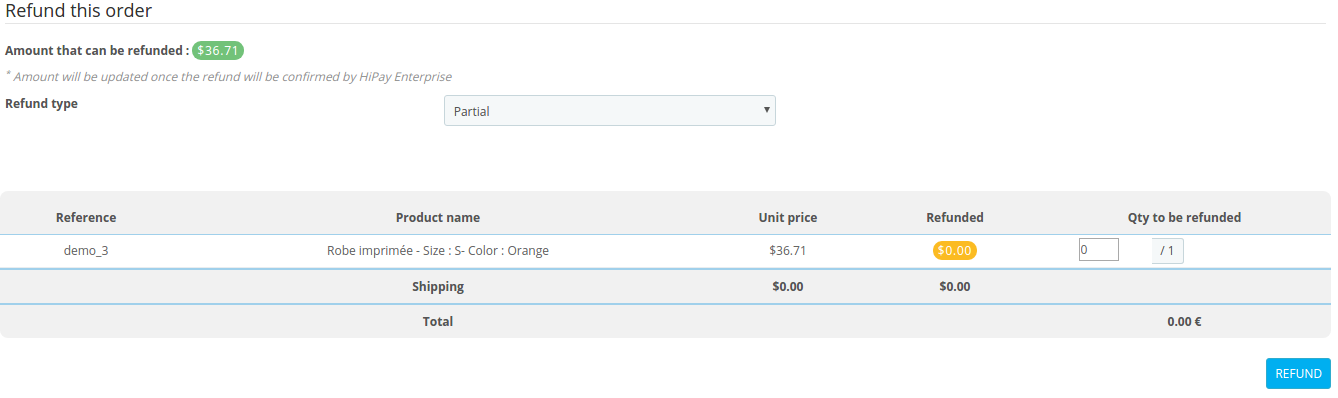 Refund this order
Amount that can be refunded : $36.71
* Amount will be updated once the refund will be confirmed by HiPay Enterprise
Refund type Partial
Reference Product name Unit price Refunded Qty to be refunded
demo_3 Robe imprimée - Size : S- Color : Orange $36.71 $0.00 0 / 1
Shipping $0.00 $0.00
Total 0.00 €
REFUND